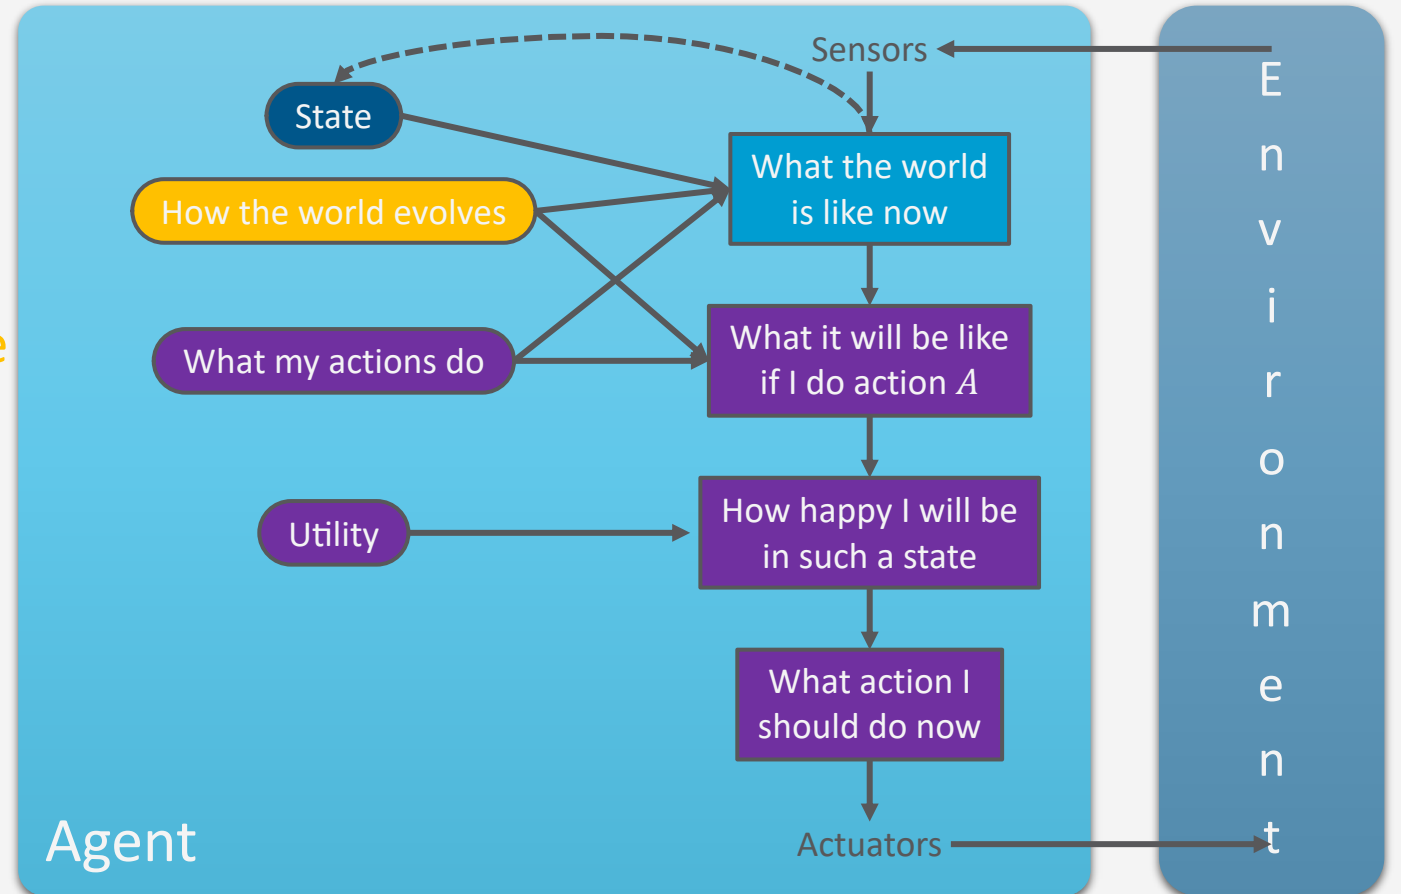 Sensors
State
What the world
is like now
How the world evolves
What it will be like
if I do action A
What my actions do
e
How happy I will be
in such a state
Utility
What action I
should do now
Actuators
Agent
E
n
v
i
r
o
n
m
e
n
t